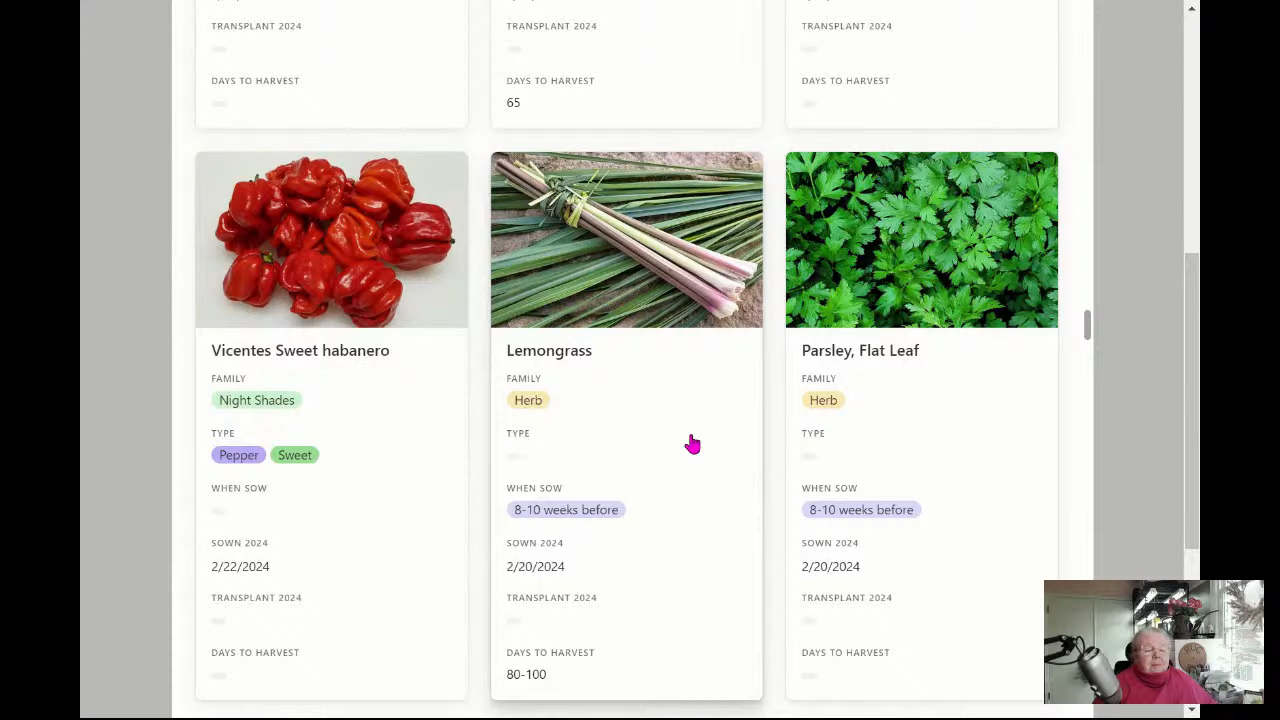 TRANSPLANT 2024
TRANSPLANT 2024
TRANSPLANT 2024
DAYS TO HARVEST
DAYS TO HARVEST
DAYS TO HARVEST
65
Vicentes Sweet habanero
FAMILY
Night Shades
TYPE
Pepper Sweet
WHEN SOW
SOWN 2024
2/22/2024
TRANSPLANT 2024
DAYS TO HARVEST
Lemongrass
FAMILY
Herb
TYPE
WHEN SOW
8-10 weeks before
SOWN 2024
2/20/2024
TRANSPLANT 2024
DAYS TO HARVEST
80-100
Parsley, Flat Leaf
FAMILY
Herb
TYPE
WHEN SOW
8-10 weeks before
SOWN 2024
2/20/2024
TRANSPLANT 2024
DAYS TO HARVEST